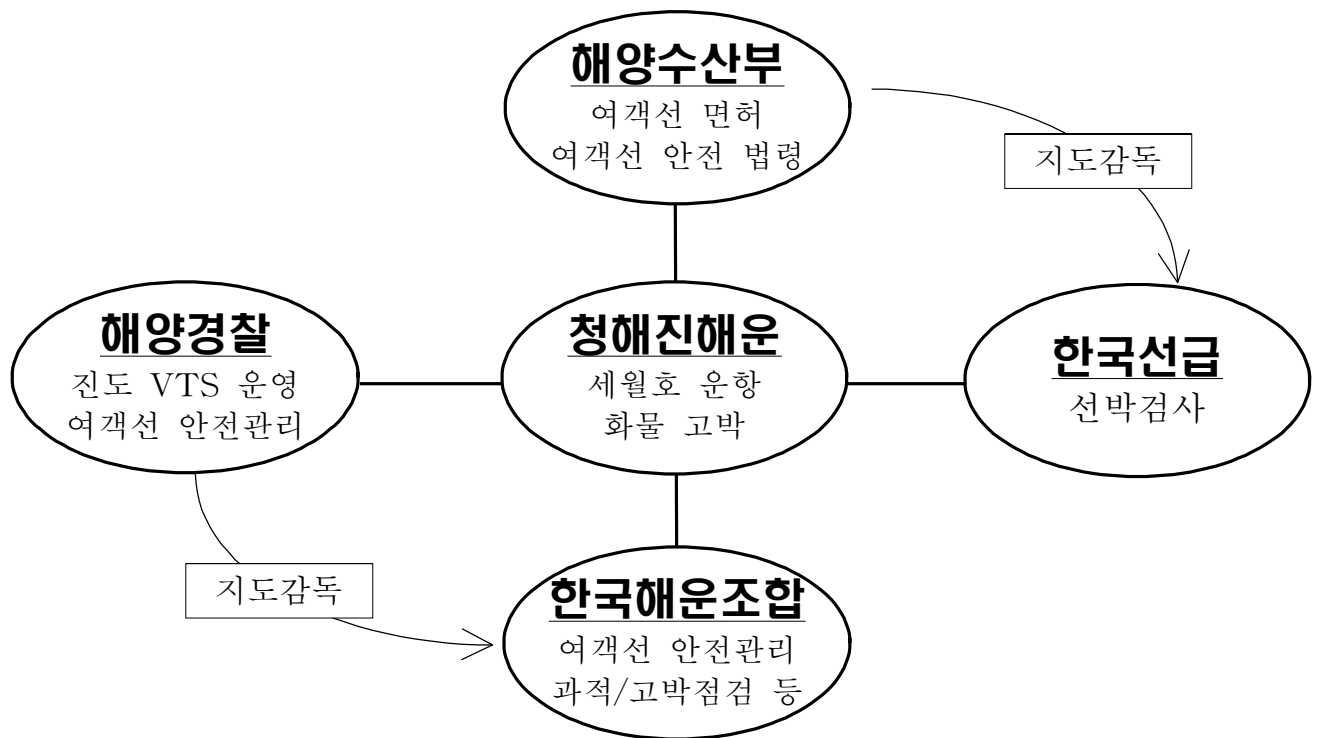 해양수산부
여객선 면허
여객선 안전 법령
지도감독
해양경찰
진도 VTS 운영
여객선 안전관리
청해진해운
세월호 운항
화물 고박
한국선급
선박검사
지도감독
한국해운조합
여객선 안전관리
과적/고박점검 등